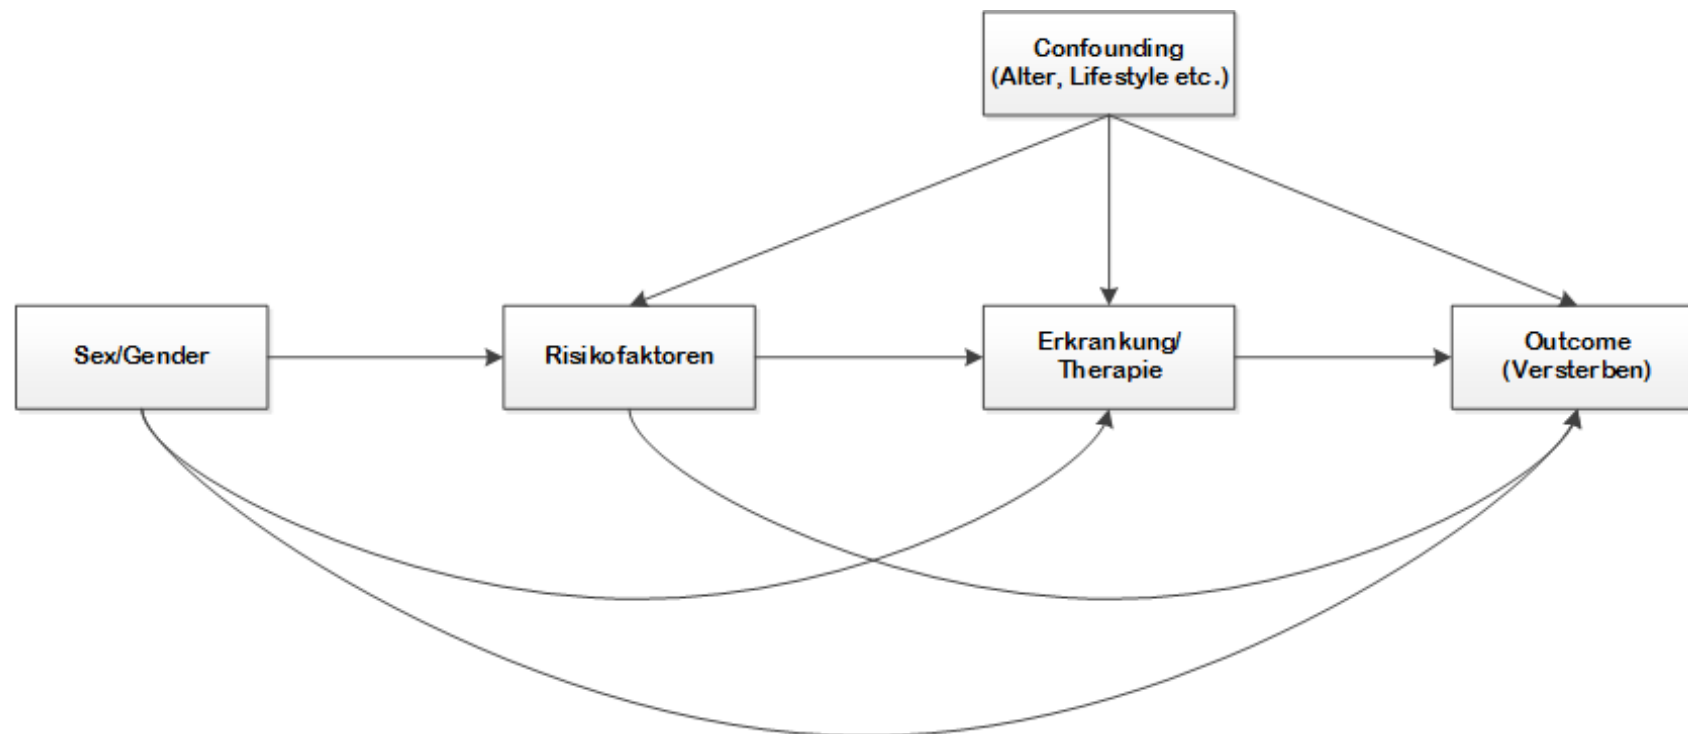 Confounding
(Alter, Lifestyle etc.)
Sex/Gender
Risikofaktoren
Erkrankung/
Therapie
Outcome
(Versterben)